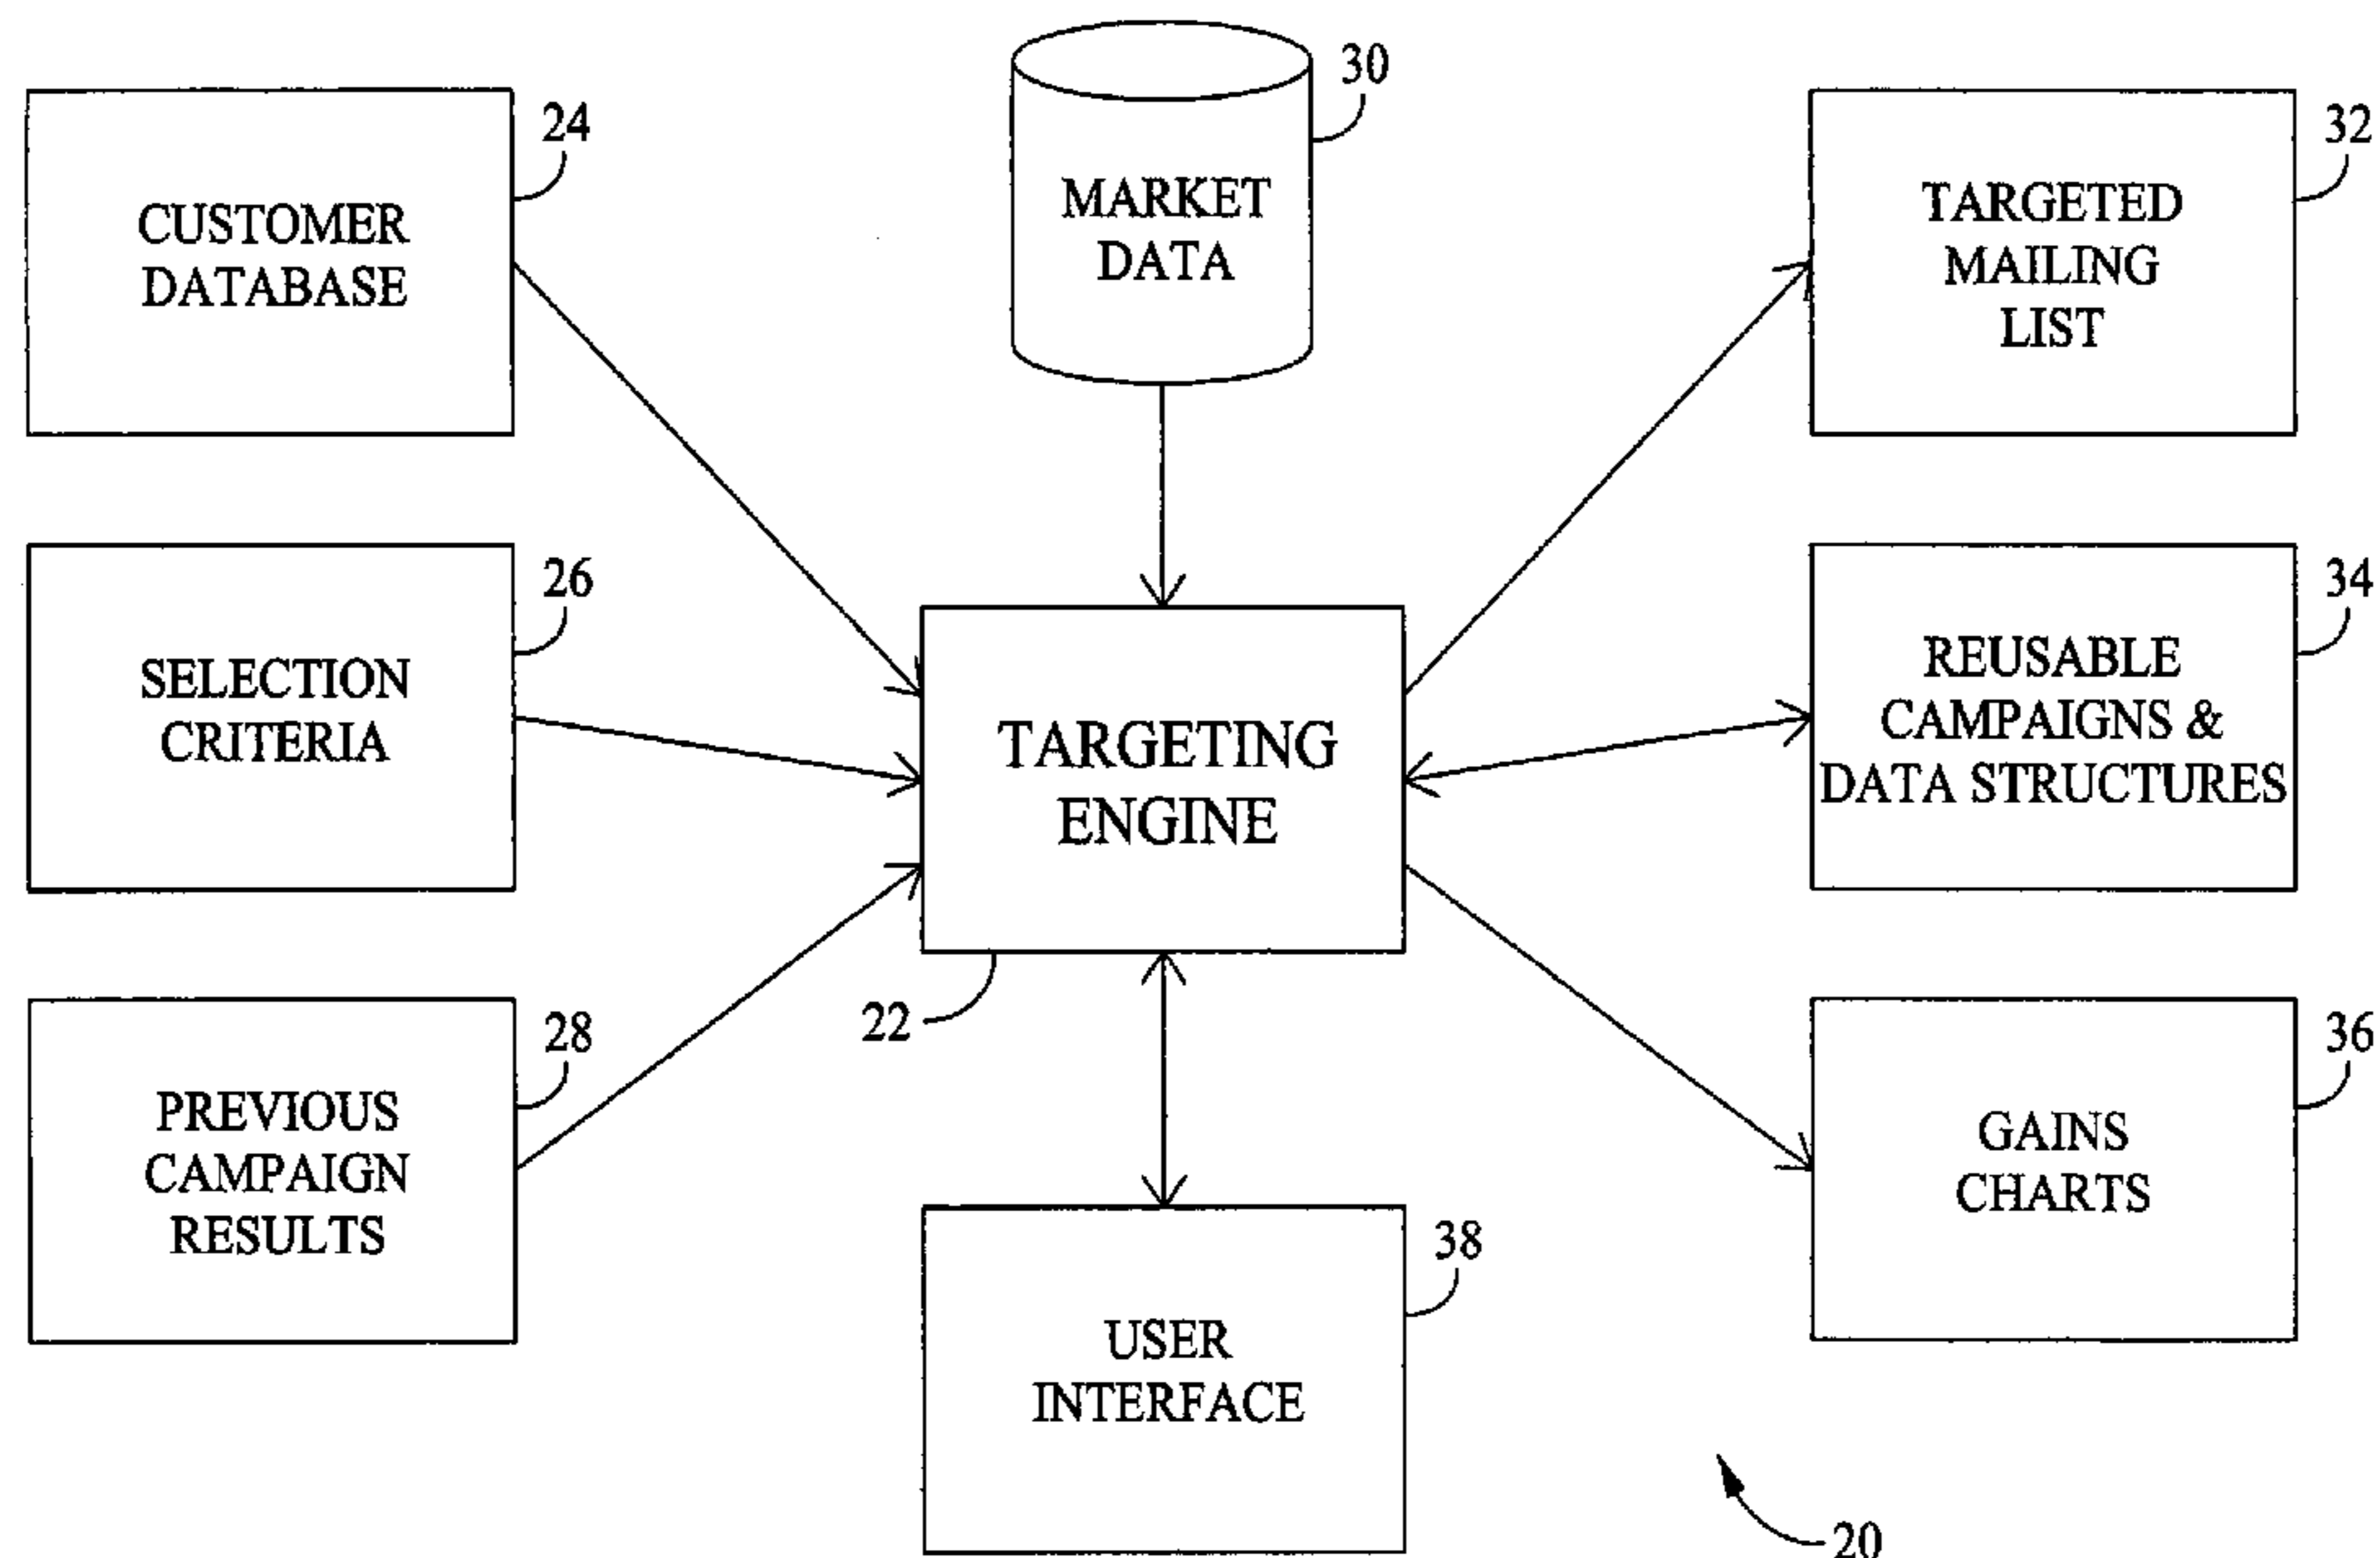 24
CUSTOMER
DATABASE
30
MARKET
DATA
32
TARGETED
MAILING
LIST
26
SELECTION
CRITERIA
TARGETING
ENGINE
22
34
REUSABLE
CAMPAIGNS &
DATA STRUCTURES
28
PREVIOUS
CAMPAIGN
RESULTS
38
USER
INTERFACE
36
GAINS
CHARTS
20